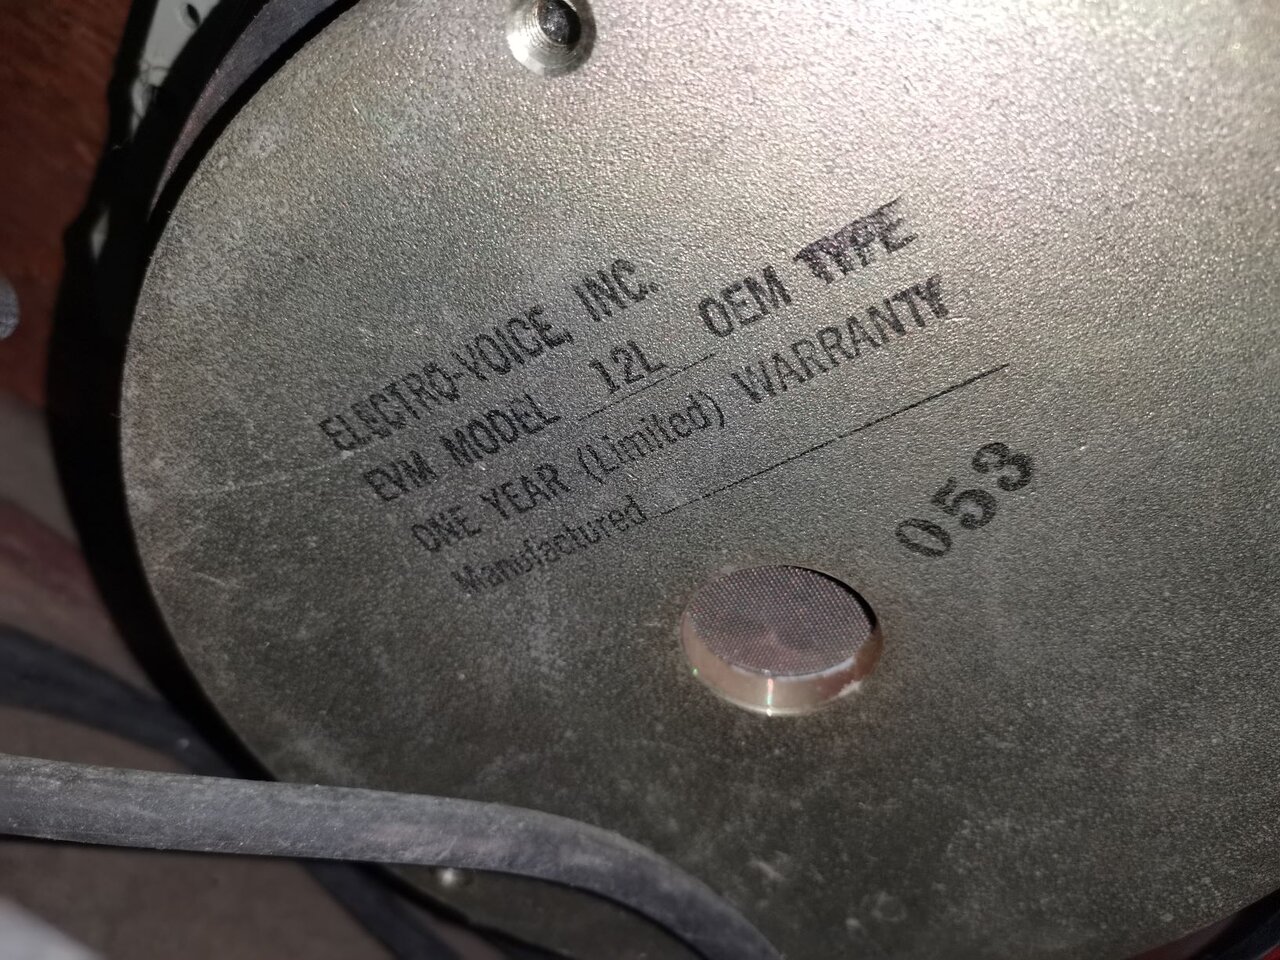 ELECTRO-VOICE, INC.
EVM MODEL 12L OEM TYPE
ONE YEAR (Limited) WARRANTY
Manufactured
053